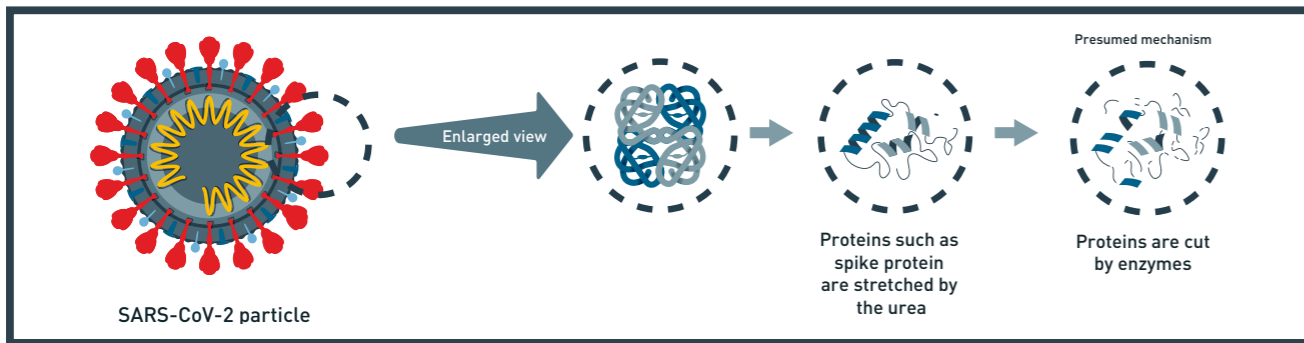 Presumed mechanism
Enlarged view
Proteins such as
spike protein
are stretched by
the urea
Proteins are cut
by enzymes
SARS-CoV-2 particle